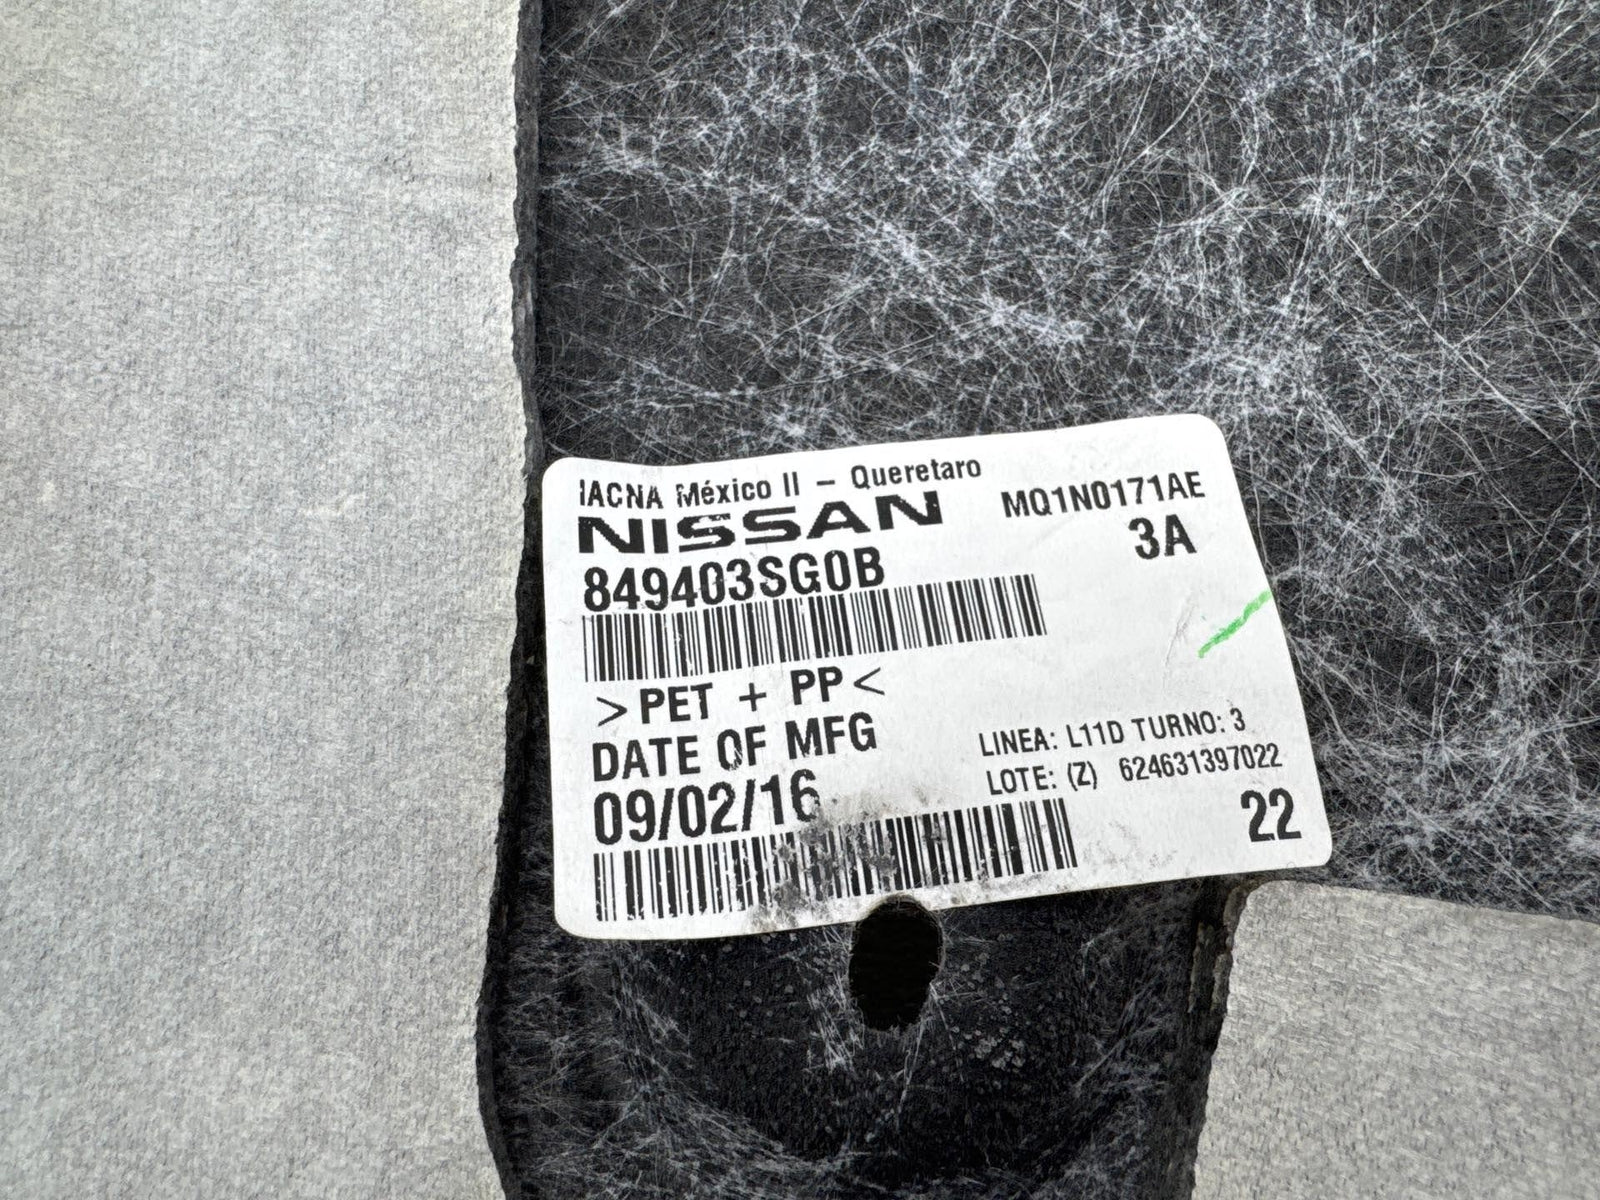 IACNA México II - Queretaro
NISSAN
MQ1N0171AE
3A
849403SG0B
>PET + PP<
DATE OF MFG
09/02/16
LINEA: L11D TURNO: 3
LOTE: (Z) 624631397022
22